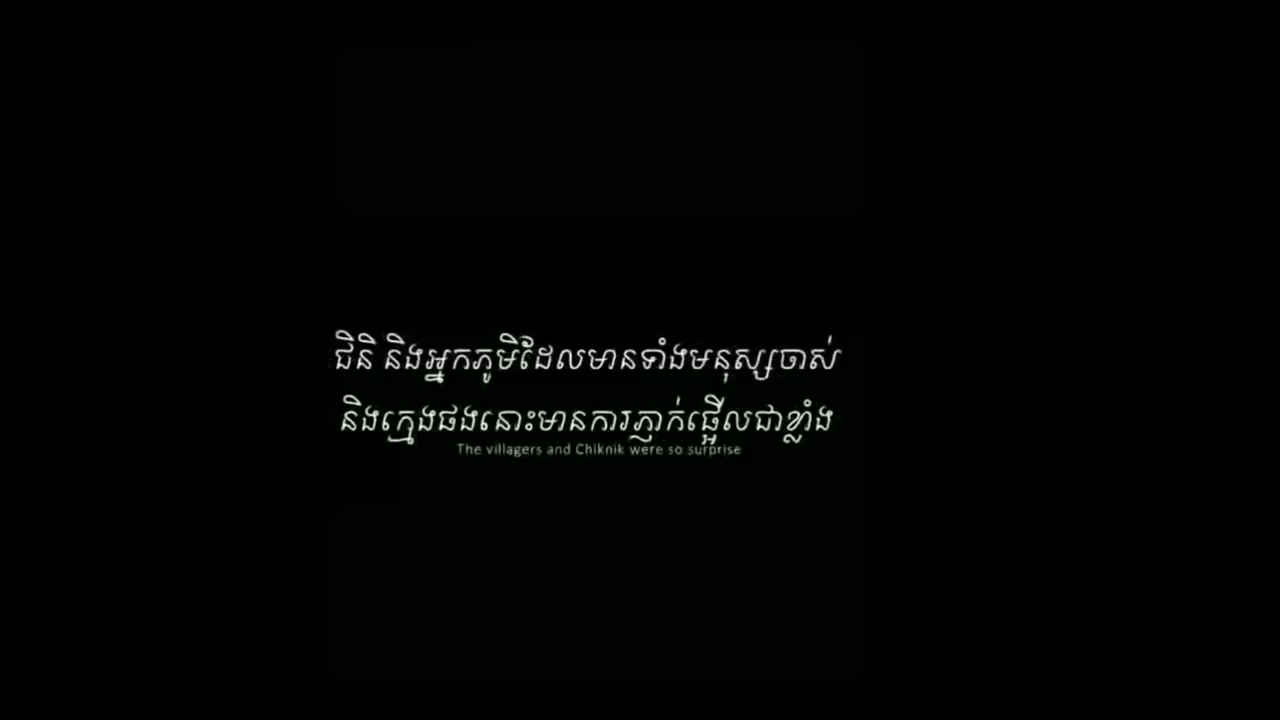 ជិនិ និងអ្នកភូមិដែលមានទាំងមនុស្សចាស់
និងក្មេងផងនោះមានការភ្ញាក់ផ្អើលជាខ្លាំង
The villagers and Chiknik were so surprise